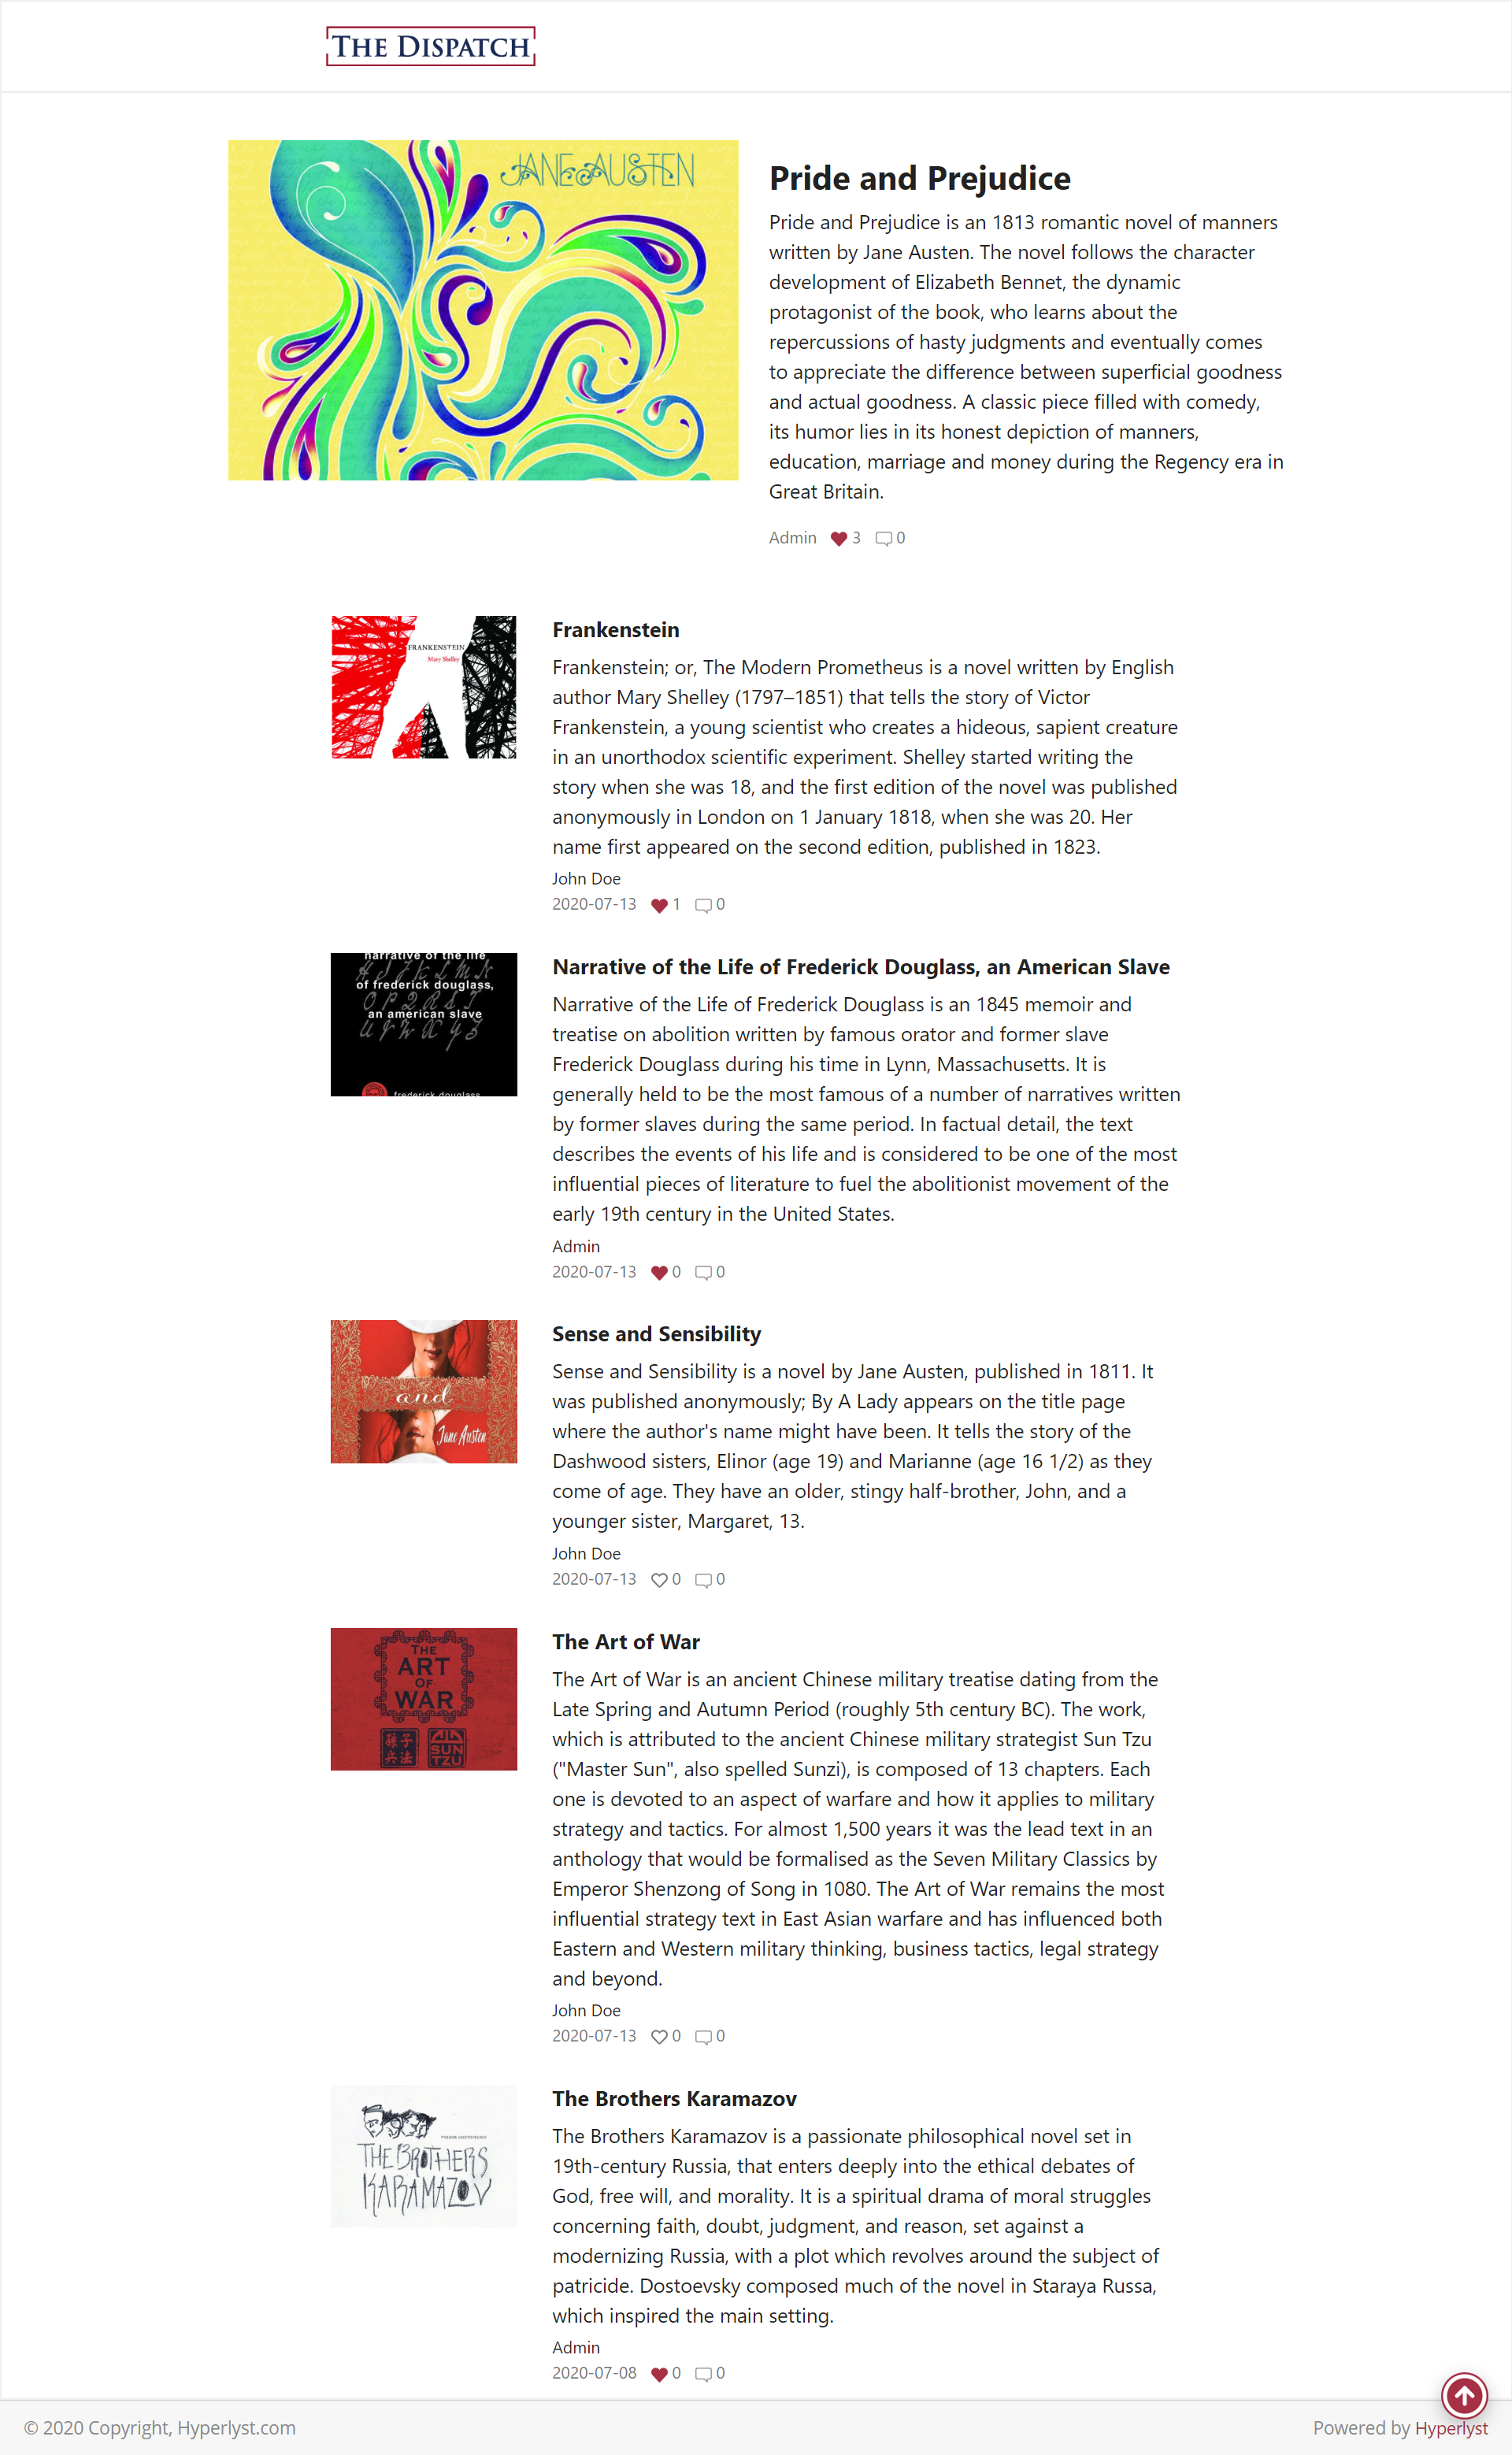 THE DISPATCH
JANE AUSTEN
Pride and Prejudice
Pride and Prejudice is an 1813 romantic novel of manners
written by Jane Austen. The novel follows the character
development of Elizabeth Bennet, the dynamic
protagonist of the book, who learns about the
repercussions of hasty judgments and eventually comes
to appreciate the difference between superficial goodness
and actual goodness. A classic piece filled with comedy,
its humor lies in its honest depiction of manners,
education, marriage and money during the Regency era in
Great Britain.
Admin 3 0
FRANKENSTEIN
Mary Shelley
Frankenstein
Frankenstein; or, The Modern Prometheus is a novel written by English
author Mary Shelley (1797–1851) that tells the story of Victor
Frankenstein, a young scientist who creates a hideous, sapient creature
in an unorthodox scientific experiment. Shelley started writing the
story when she was 18, and the first edition of the novel was published
anonymously in London on 1 January 1818, when she was 20. Her
name first appeared on the second edition, published in 1823.
John Doe
2020-07-13 1 0
narrative of the life
H I J K L M N
of frederick douglass,
O P Q R S T
an american slave
U V W X Y Z
frederick douglass
Narrative of the Life of Frederick Douglass, an American Slave
Narrative of the Life of Frederick Douglass is an 1845 memoir and
treatise on abolition written by famous orator and former slave
Frederick Douglass during his time in Lynn, Massachusetts. It is
generally held to be the most famous of a number of narratives written
by former slaves during the same period. In factual detail, the text
describes the events of his life and is considered to be one of the most
influential pieces of literature to fuel the abolitionist movement of the
early 19th century in the United States.
Admin
2020-07-13 0 0
and
Jane Austen
Sense and Sensibility
Sense and Sensibility is a novel by Jane Austen, published in 1811. It
was published anonymously; By A Lady appears on the title page
where the author's name might have been. It tells the story of the
Dashwood sisters, Elinor (age 19) and Marianne (age 16 1/2) as they
come of age. They have an older, stingy half-brother, John, and a
younger sister, Margaret, 13.
John Doe
2020-07-13 0 0
THE
ART
OF
WAR
孫子
兵法
SUN
TZU
The Art of War
The Art of War is an ancient Chinese military treatise dating from the
Late Spring and Autumn Period (roughly 5th century BC). The work,
which is attributed to the ancient Chinese military strategist Sun Tzu
("Master Sun", also spelled Sunzi), is composed of 13 chapters. Each
one is devoted to an aspect of warfare and how it applies to military
strategy and tactics. For almost 1,500 years it was the lead text in an
anthology that would be formalised as the Seven Military Classics by
Emperor Shenzong of Song in 1080. The Art of War remains the most
influential strategy text in East Asian warfare and has influenced both
Eastern and Western military thinking, business tactics, legal strategy
and beyond.
John Doe
2020-07-13 0 0
THE BROTHERS
KARAMAZOV
The Brothers Karamazov
The Brothers Karamazov is a passionate philosophical novel set in
19th-century Russia, that enters deeply into the ethical debates of
God, free will, and morality. It is a spiritual drama of moral struggles
concerning faith, doubt, judgment, and reason, set against a
modernizing Russia, with a plot which revolves around the subject of
patricide. Dostoevsky composed much of the novel in Staraya Russa,
which inspired the main setting.
Admin
2020-07-08 0 0
© 2020 Copyright, Hyperlyst.com
Powered by Hyperlyst